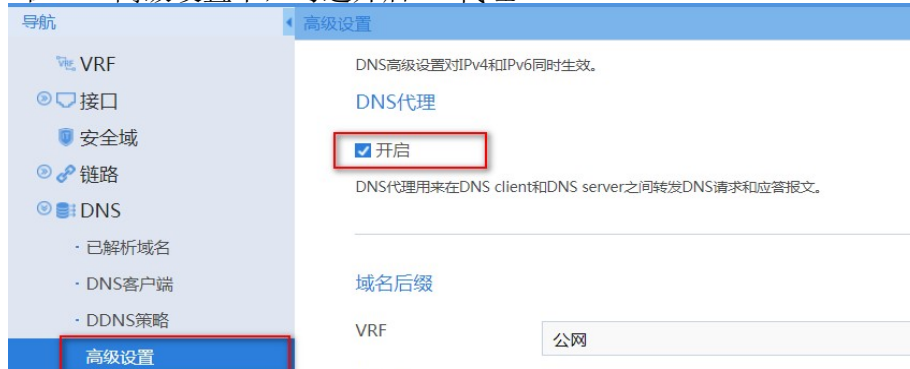 导航
高级设置
VRF
接口
安全域
链路
DNS
·已解析域名
·DNS客户端
·DDNS策略
高级设置
DNS高级设置对IPv4和IPv6同时生效。
DNS代理
开启
DNS代理用来在DNS client和DNS server之间转发DNS请求和应答报文。
域名后缀
VRF
公网